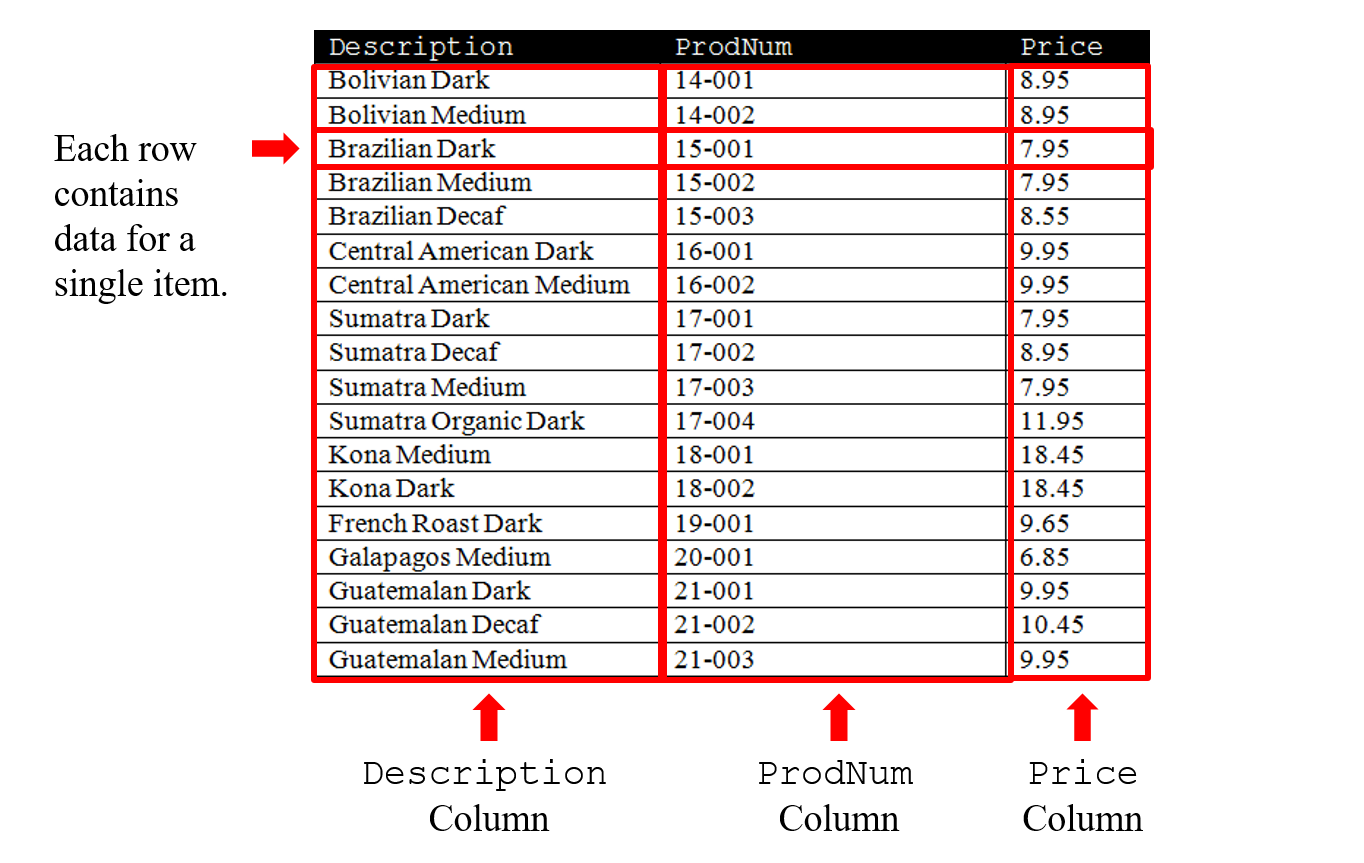 Description ProdNum Price
Bolivian Dark 14-001 8.95
Bolivian Medium 14-002 8.95
Brazilian Dark 15-001 7.95
Brazilian Medium 15-002 7.95
Brazilian Decaf 15-003 8.55
Central American Dark 16-001 9.95
Central American Medium 16-002 9.95
Sumatra Dark 17-001 7.95
Sumatra Decaf 17-002 8.95
Sumatra Medium 17-003 7.95
Sumatra Organic Dark 17-004 11.95
Kona Medium 18-001 18.45
Kona Dark 18-002 18.45
French Roast Dark 19-001 9.65
Galapagos Medium 20-001 6.85
Guatemalan Dark 21-001 9.95
Guatemalan Decaf 21-002 10.45
Guatemalan Medium 21-003 9.95
Each row
contains
data for a
single item.
Description
Column
ProdNum
Column
Price
Column